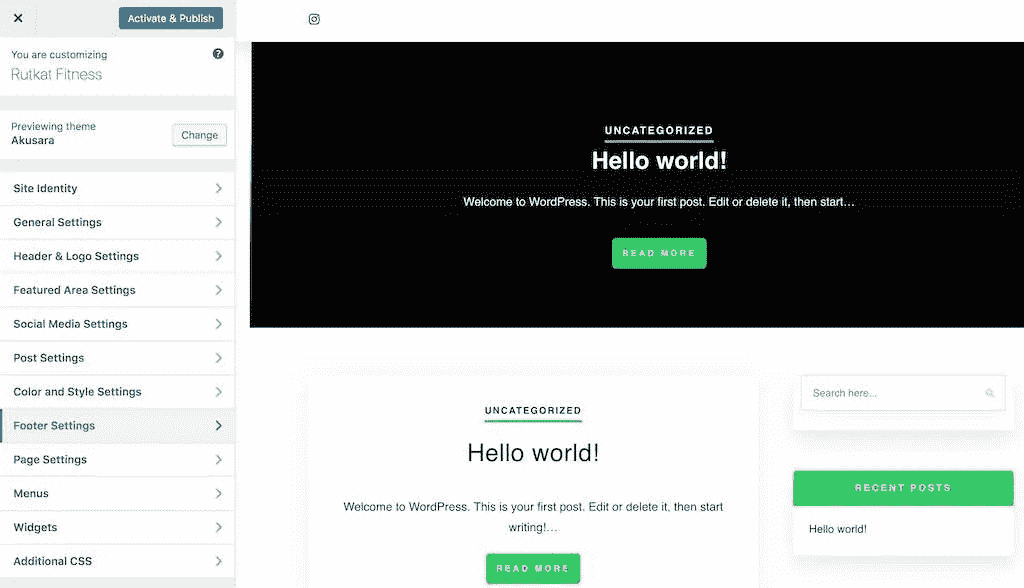 Activate & Publish
You are customizing
Rutkat Fitness
Previewing theme
Akusara
Change
Site Identity
General Settings
Header & Logo Settings
Featured Area Settings
Social Media Settings
Post Settings
Color and Style Settings
Footer Settings
Page Settings
Menus
Widgets
Additional CSS
UNCATEGORIZED
Hello world!
Welcome to WordPress. This is your first post. Edit or delete it, then start…
READ MORE
UNCATEGORIZED
Hello world!
Welcome to WordPress. This is your first post. Edit or delete it, then start
writing!…
READ MORE
Search here...
RECENT POSTS
Hello world!